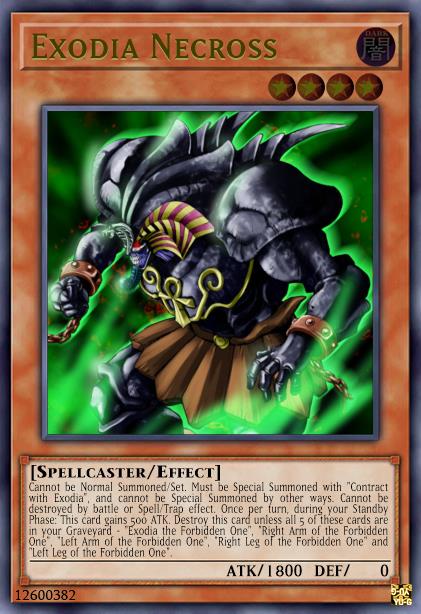 Exodia Necross
DARK
闇
[Spellcaster/Effect]
Cannot be Normal Summoned/Set. Must be Special Summoned with "Contract
with Exodia", and cannot be Special Summoned by other ways. Cannot be
destroyed by battle or Spell/Trap effect. Once per turn, during your Standby
Phase: This card gains 500 ATK. Destroy this card unless all 5 of these cards are
in your Graveyard - "Exodia the Forbidden One", "Right Arm of the Forbidden
One", "Left Arm of the Forbidden One", "Right Leg of the Forbidden One" and
"Left Leg of the Forbidden One".
ATK/1800 DEF/ 0
12600382